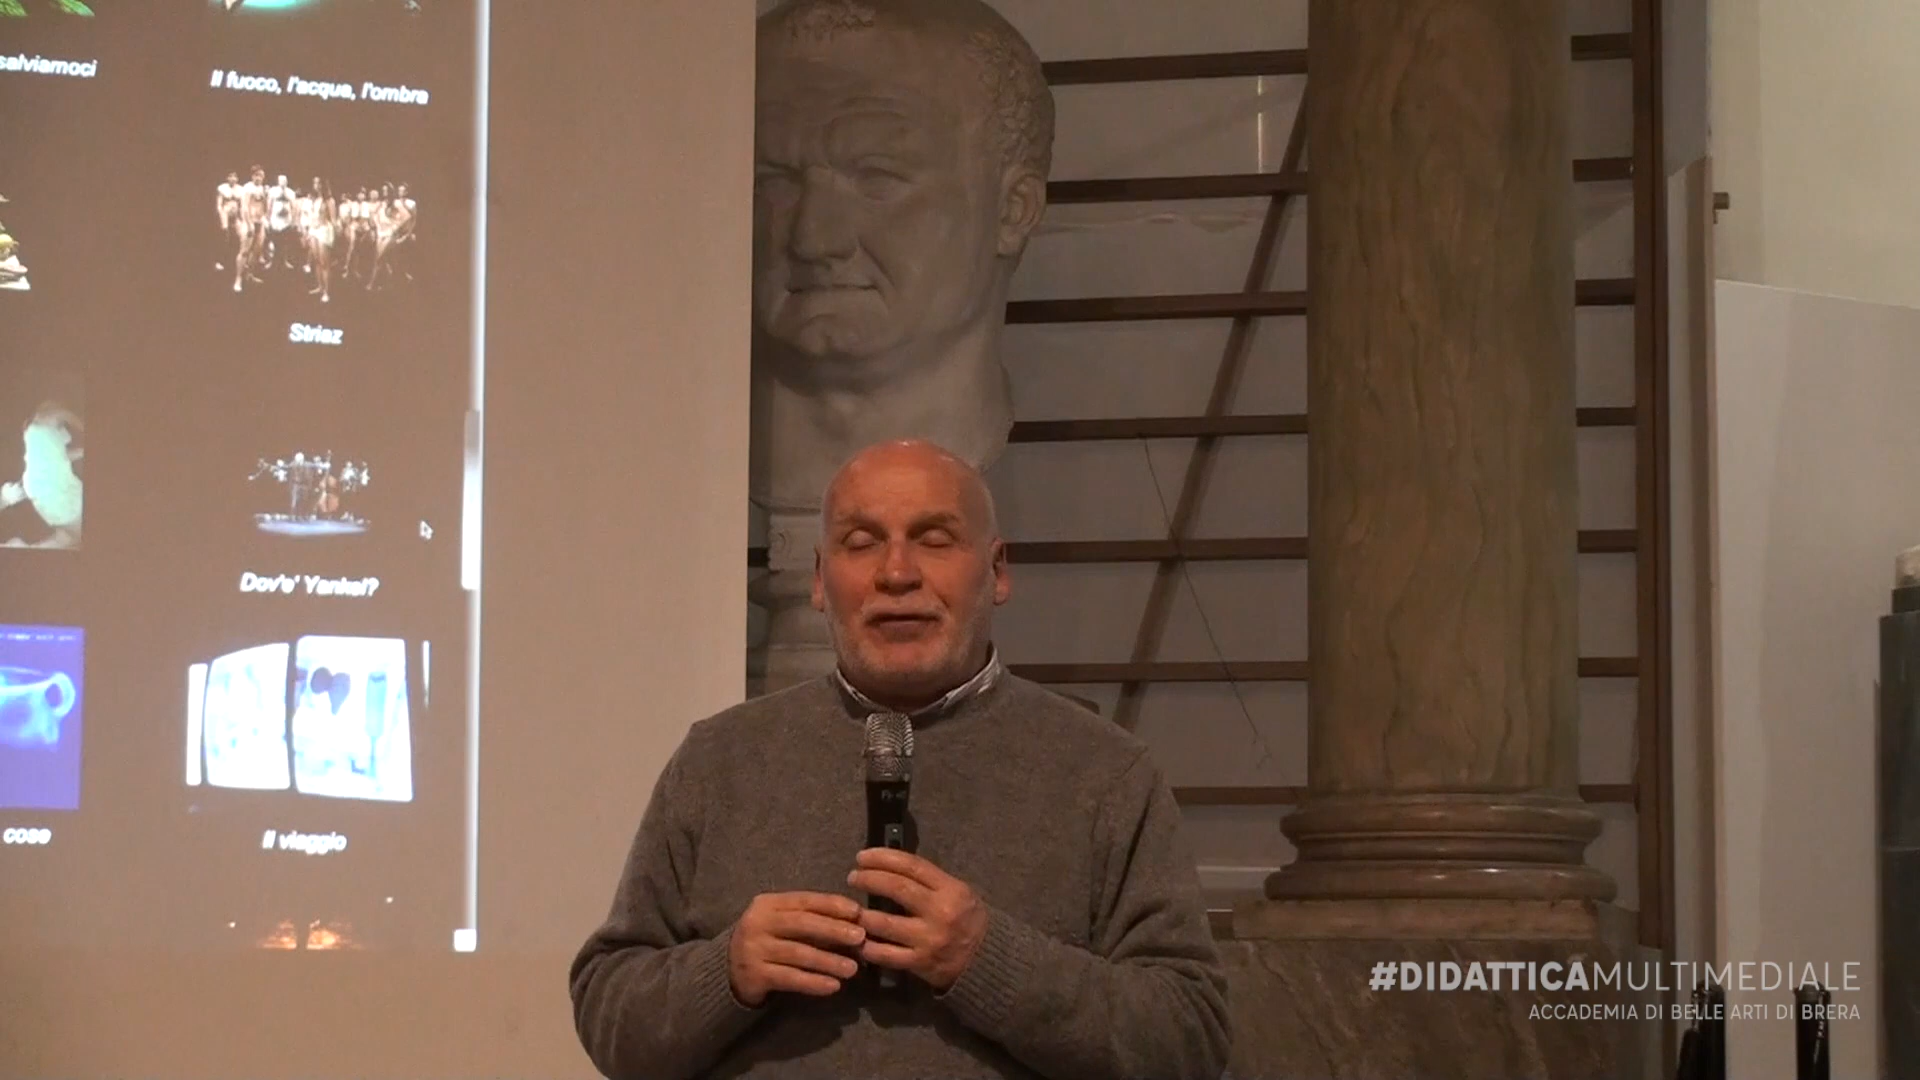 salviamoci
Il fuoco, l'acqua, l'ombra
Striaz
Dov'e' Yankel?
cose
Il viaggio
#DIDATTICAMULTIMEDIALE
ACCADEMIA DI BELLE ARTI DI BRERA